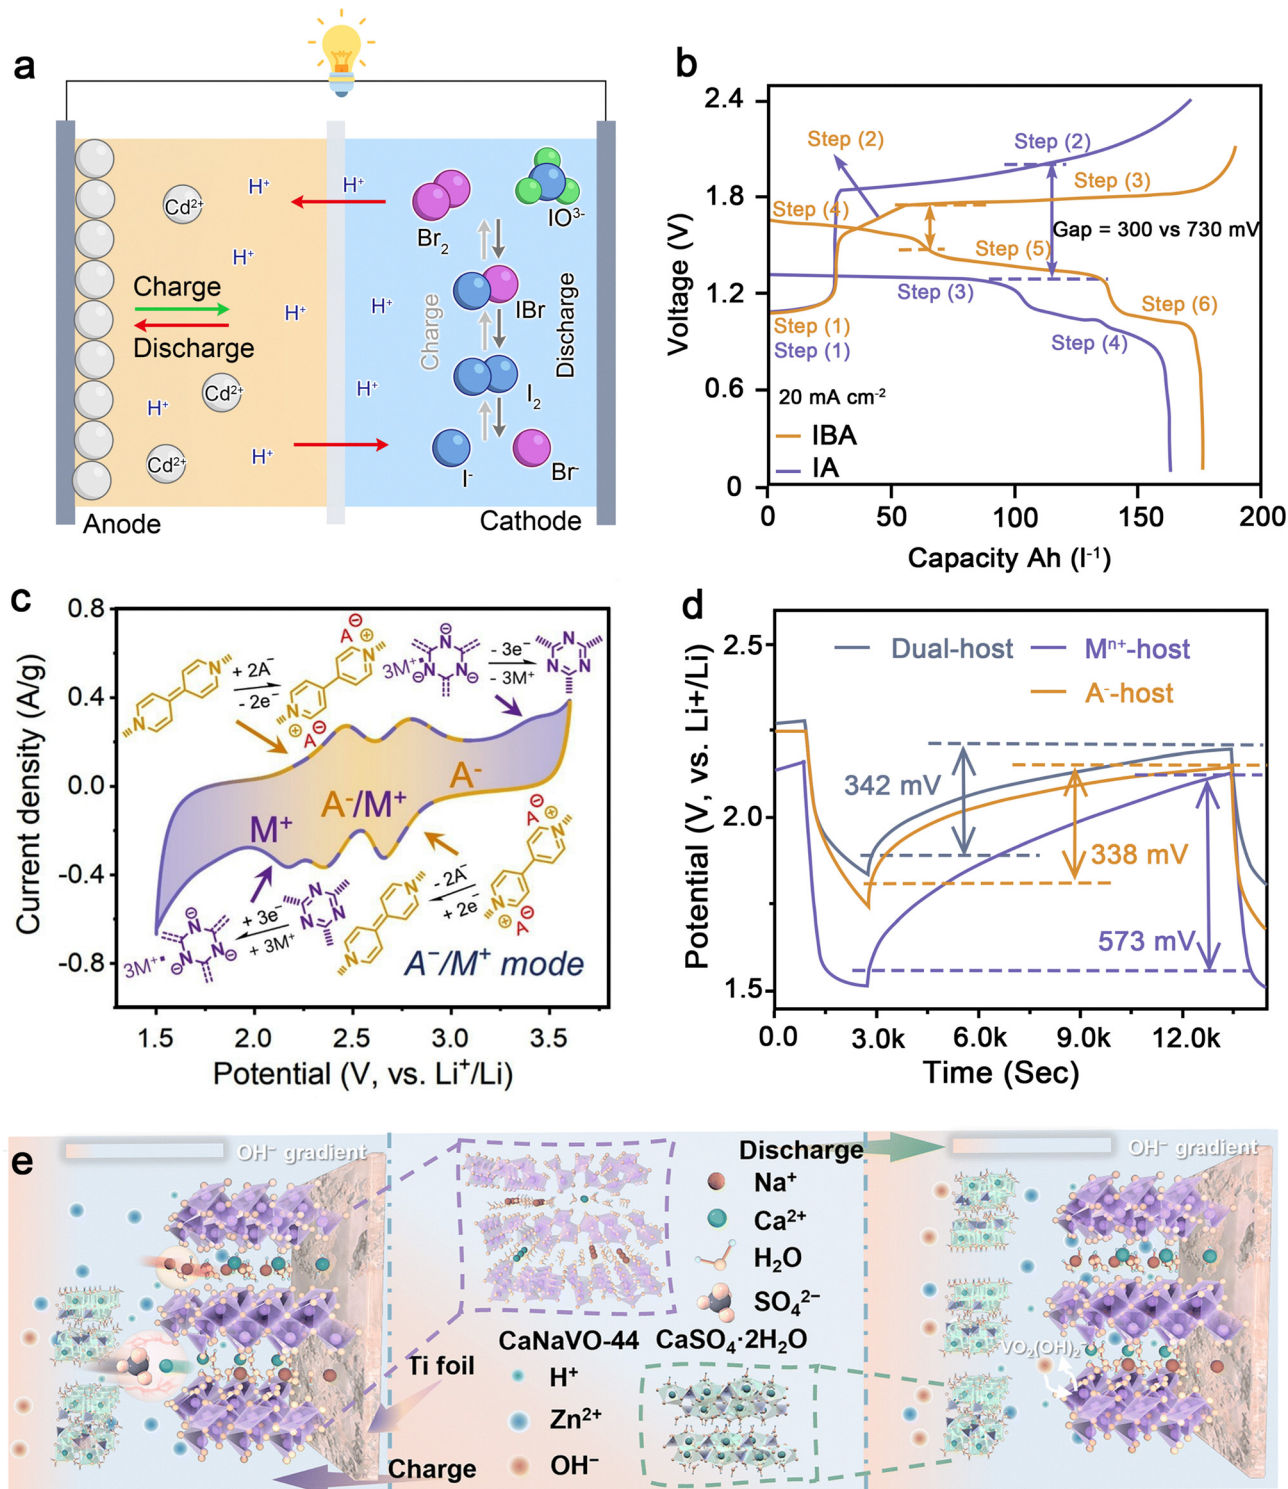 a
H⁺
H⁺
Cd²⁺
Br₂
IO³⁻
H⁺
Charge
H⁺
H⁺
IBr
Charge
Discharge
Discharge
Cd²⁺
H⁺
H⁺
I₂
Cd²⁺
H⁺
I⁻
Br⁻
Anode
Cathode
b
2.4
1.8
1.2
0.6
0
Voltage (V)
Step (2)
Step (2)
Step (3)
Step (4)
Gap = 300 vs 730 mV
Step (5)
Step (3)
Step (6)
Step (1)
Step (1)
Step (4)
20 mA cm⁻²
IBA
IA
0
50
100
150
200
Capacity Ah (l⁻¹)
c
0.8
0.4
0.0
-0.4
-0.8
Current density (A/g)
N
N
+ 2A⁻
- 2e⁻
A⊖
N
⊕
N
⊕
A⊖
3M⁺·
N
N
N
⊖
⊖
⊖
- 3e⁻
- 3M⁺
N
N
N
A⁻
A⁻/M⁺
M⁺
3M⁺·
N
N
N
⊖
⊖
⊖
+ 3e⁻
+ 3M⁺
N
N
N
N
N
-2A⁻
+ 2e⁻
A⊖
N
⊕
N
⊕
A⊖
A⁻/M⁺ mode
1.5
2.0
2.5
3.0
3.5
Potential (V, vs. Li⁺/Li)
d
2.5
2.0
1.5
Potential (V, vs. Li+/Li)
Dual-host
Mⁿ⁺-host
A⁻-host
342 mV
338 mV
573 mV
0.0
3.0k
6.0k
9.0k
12.0k
Time (Sec)
e
OH⁻ gradient
Discharge
OH⁻ gradient
Na⁺
Ca²⁺
H₂O
SO₄²⁻
CaNaVO-44
CaSO₄·2H₂O
VO₂(OH)₂⁻
Ti foil
H⁺
Zn²⁺
OH⁻
Charge